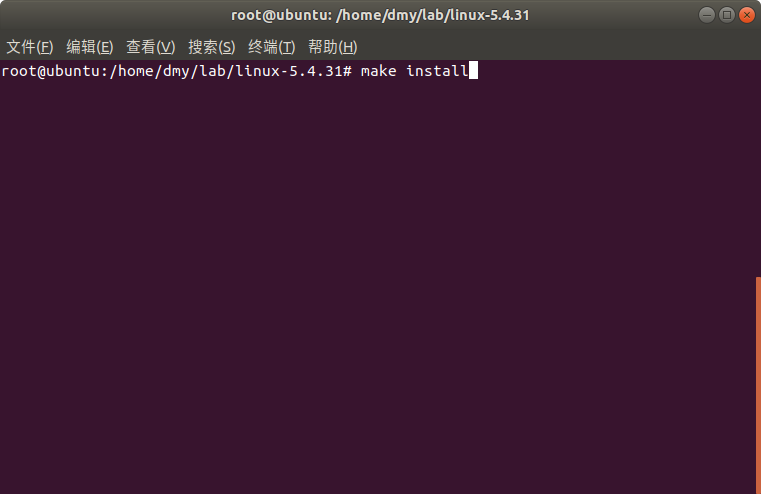 root@ubuntu: /home/dmy/lab/linux-5.4.31
文件(F) 编辑(E) 查看(V) 搜索(S) 终端(T) 帮助(H)
root@ubuntu:/home/dmy/lab/linux-5.4.31# make install